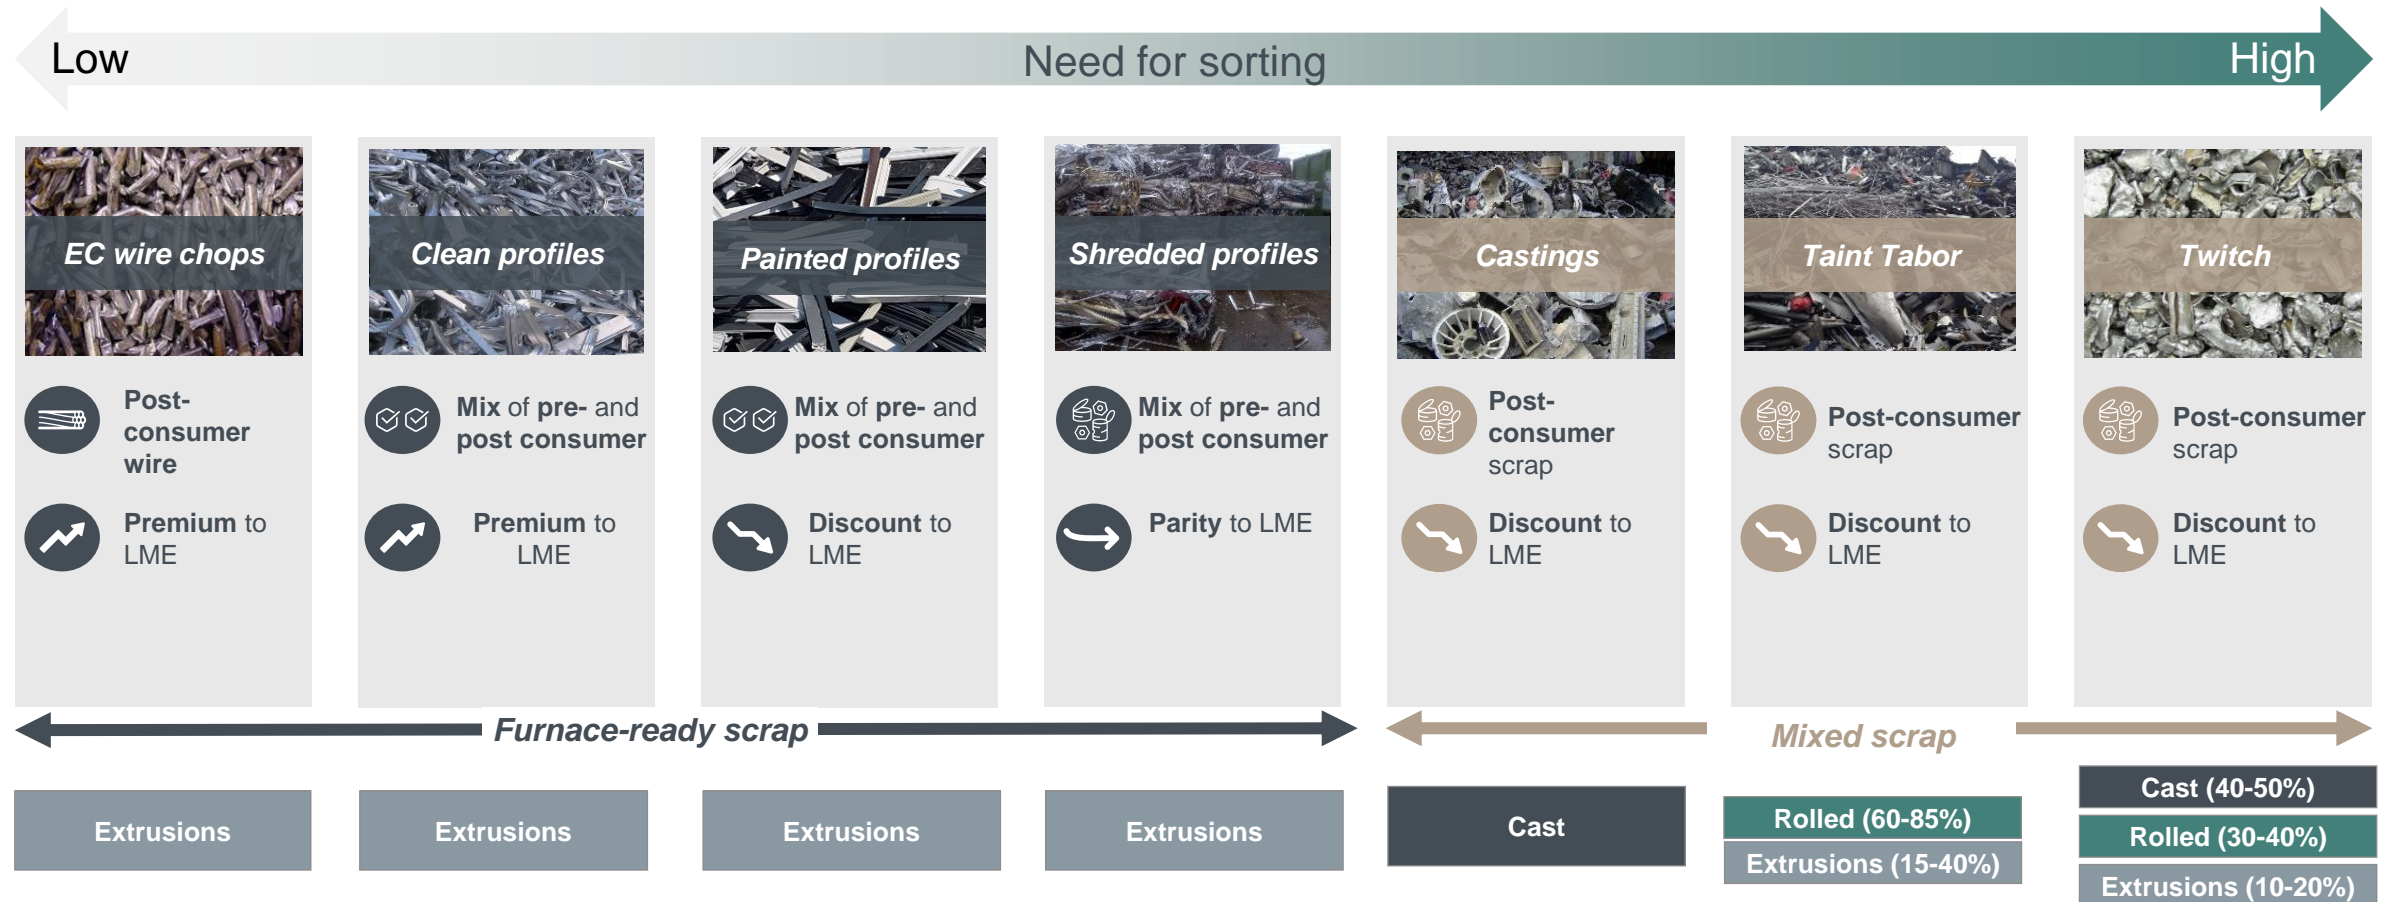 Low
Need for sorting
High
EC wire chops
Clean profiles
Painted profiles
Shredded profiles
Castings
Taint Tabor
Twitch
Post-
consumer
wire
Mix of pre- and
post consumer
Mix of pre- and
post consumer
Mix of pre- and
post consumer
Post-
consumer
scrap
Post-consumer
scrap
Post-consumer
scrap
Premium to
LME
Premium to
LME
Discount to
LME
Parity to LME
Discount to
LME
Discount to
LME
Discount to
LME
Furnace-ready scrap
Mixed scrap
Extrusions
Extrusions
Extrusions
Extrusions
Cast
Rolled (60-85%)
Extrusions (15-40%)
Cast (40-50%)
Rolled (30-40%)
Extrusions (10-20%)